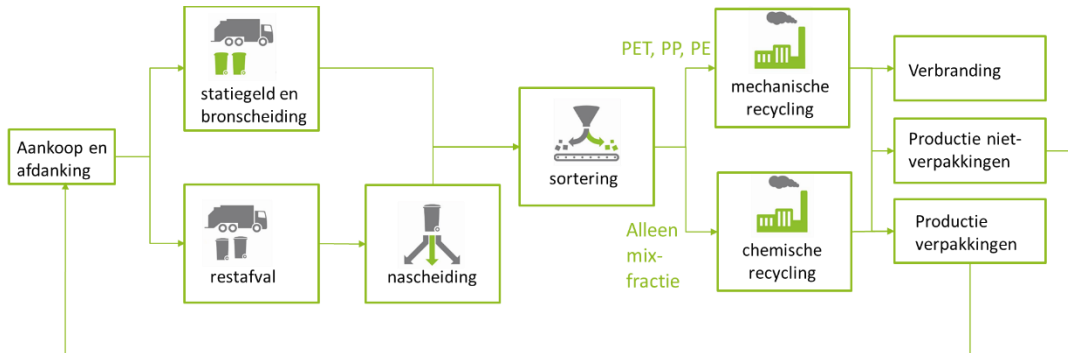 Aankoop en
afdanking
statiegeld en
bronscheiding
restafval
nascheiding
sortering
PET, PP, PE
mechanische
recycling
Alleen
mix-
fractie
chemische
recycling
Verbranding
Productie niet-
verpakkingen
Productie
verpakkingen